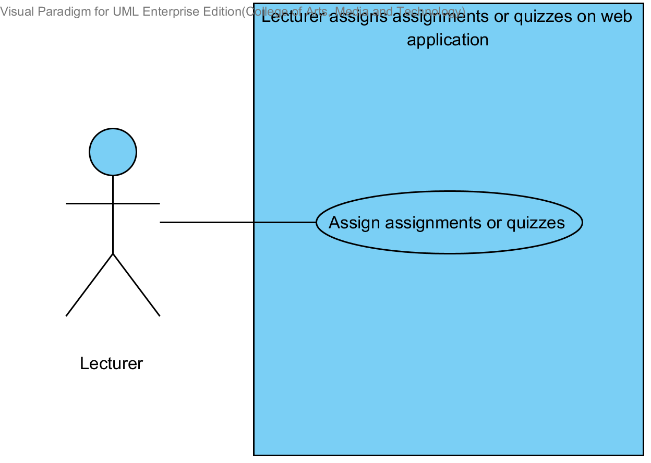 Visual Paradigm for UML Enterprise Edition(College of Arts, Media and Technology)
Lecturer assigns assignments or quizzes on web
application
Assign assignments or quizzes
Lecturer